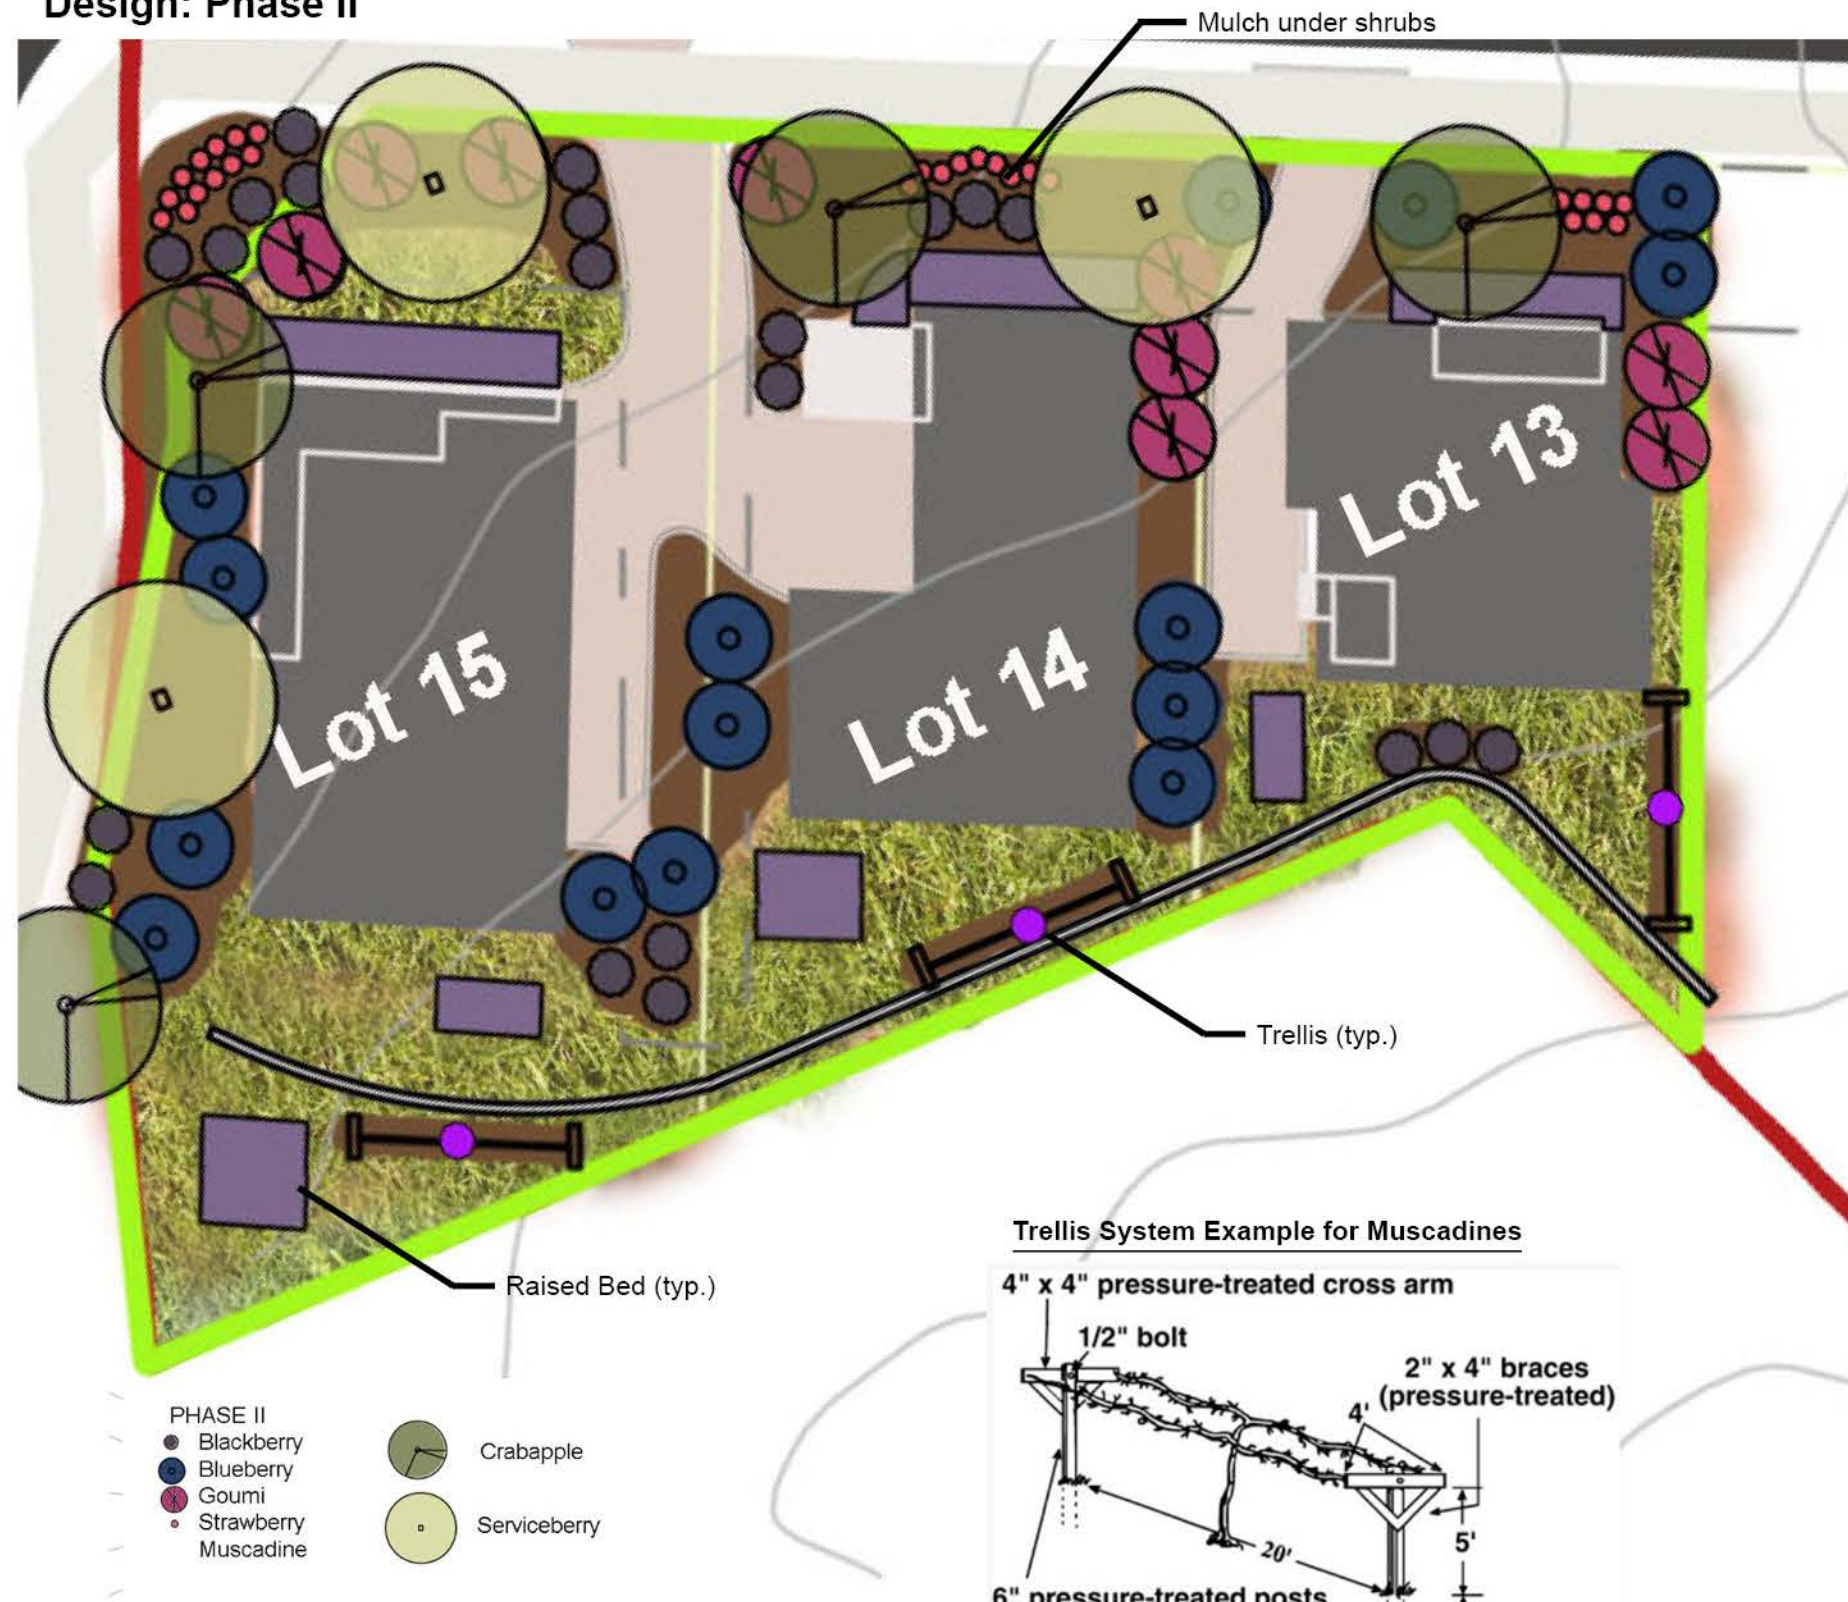 Design: Phase II
Mulch under shrubs
Lot 13
Lot 15
Lot 14
Trellis (typ.)
Raised Bed (typ.)
Trellis System Example for Muscadines
4" x 4" pressure-treated cross arm
1/2" bolt
2" x 4" braces
(pressure-treated)
4'
5'
20'
6" pressure-treated posts
PHASE II
Blackberry
Blueberry
Goumi
Strawberry
Muscadine
Crabapple
Serviceberry